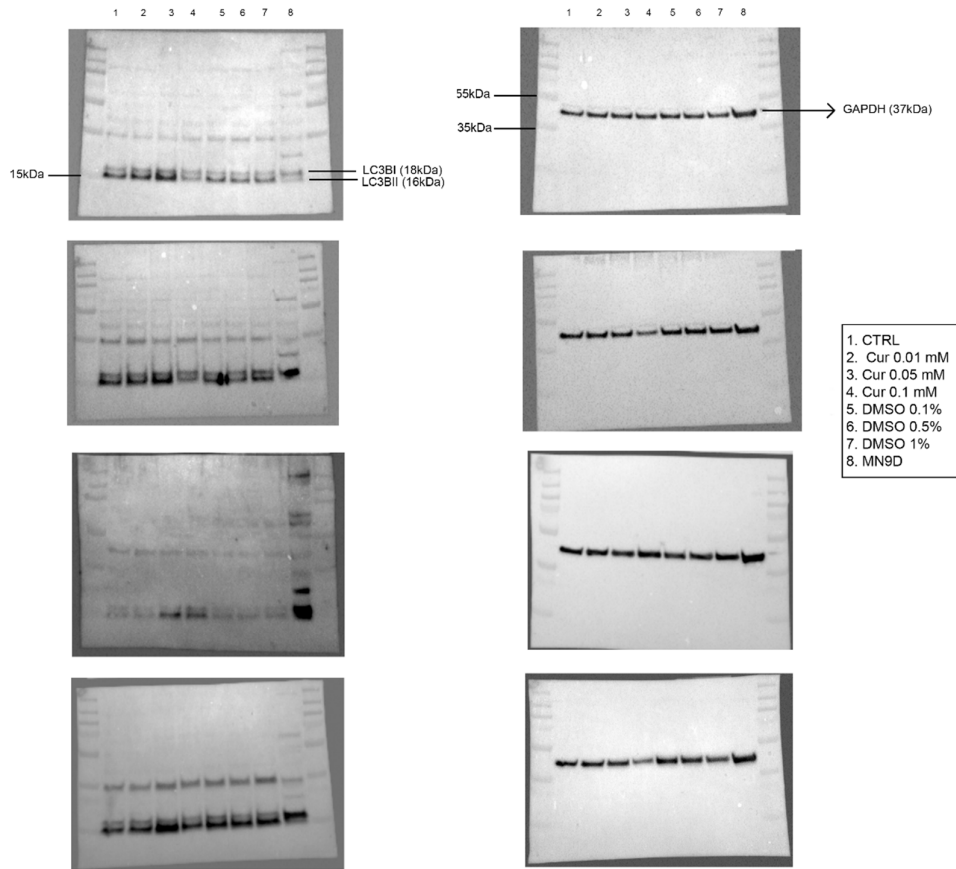 1 2 3 4 5 6 7 8
1 2 3 4 5 6 7 8
55kDa
GAPDH (37kDa)
35kDa
15kDa
LC3BI (18kDa)
LC3BII (16kDa)
1. CTRL
2. Cur 0.01 mM
3. Cur 0.05 mM
4. Cur 0.1 mM
5. DMSO 0.1%
6. DMSO 0.5%
7. DMSO 1%
8. MN9D